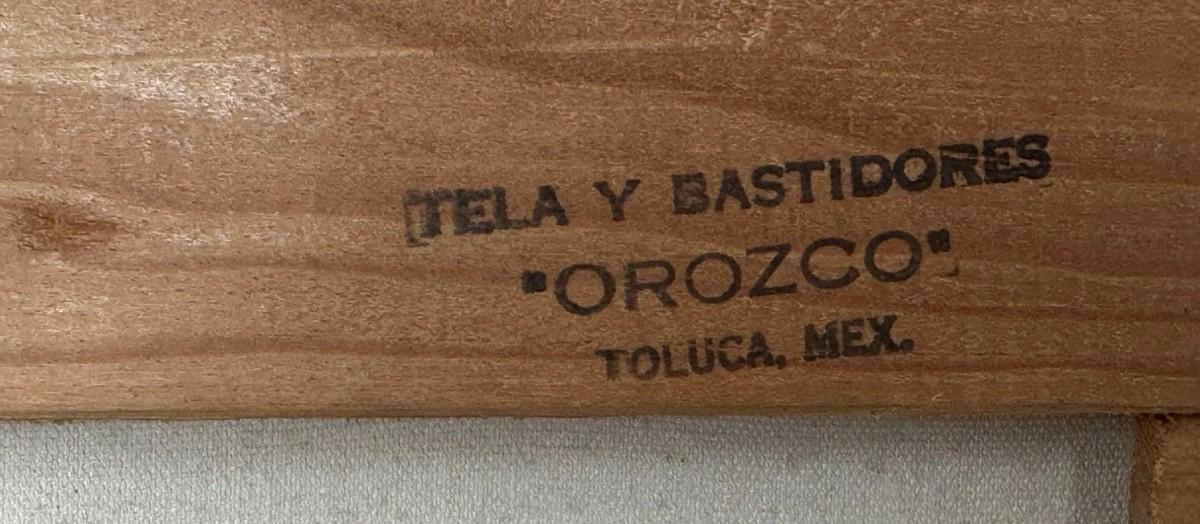 TELA Y BASTIDORES
"OROZCO"
TOLUCA, MEX.